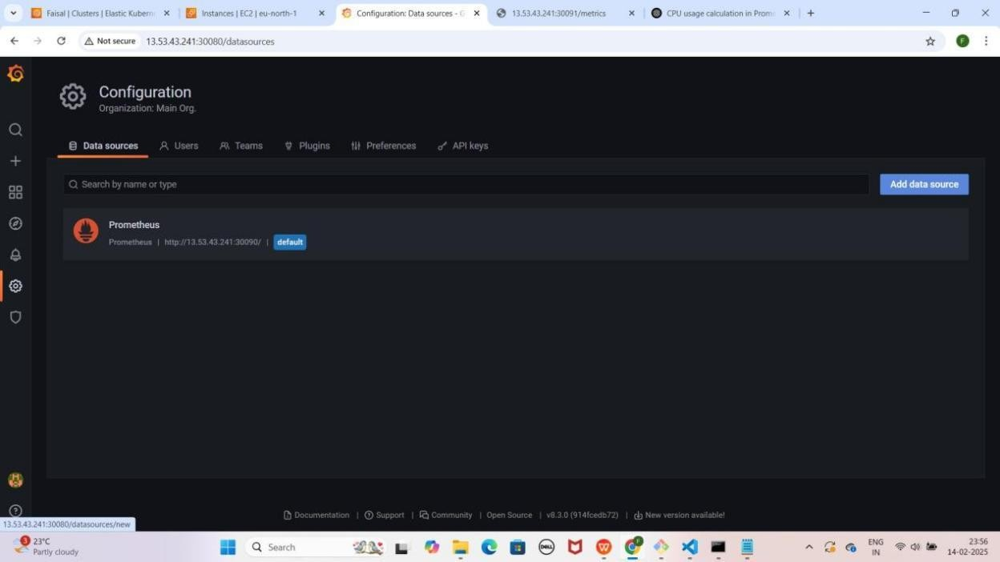 Faisal | Clusters | Elastic Kubern
Instances | EC2 | eu-north-1
Configuration: Data sources - G
13.53.43.241:30091/metrics
CPU usage calculation in Prome
Not secure
13.53.43.241:30080/datasources
F
Configuration
Organization: Main Org.
Data sources
Users
Teams
Plugins
Preferences
API keys
Search by name or type
Add data source
Prometheus
Prometheus | http://13.53.43.241:30090/ | default
Documentation | Support | Community | Open Source | v8.3.0 (914fcedb72) | New version available!
13.53.43.241:30080/datasources/new
3
23°C
Partly cloudy
Search
DELL
F
ENG
IN
23:56
14-02-2025